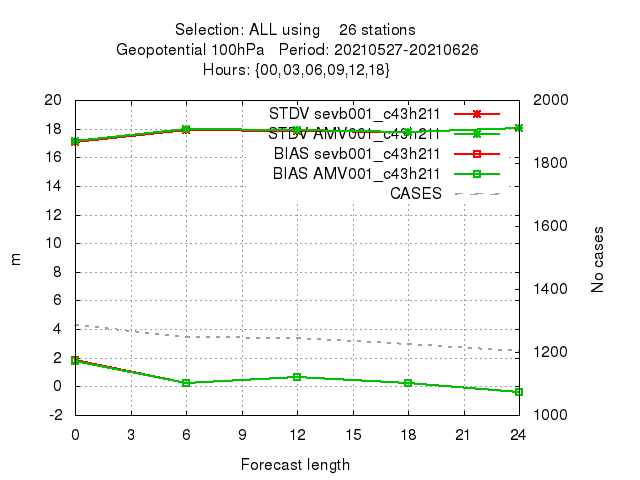 Selection: ALL using 26 stations
Geopotential 100hPa Period: 20210527-20210626
Hours: {00,03,06,09,12,18}
20 2000
STDV sevb001_c43h211
18
STDV AMV001_c43h211
16 BIAS sevb001_c43h211 1800
BIAS AMV001_c43h211
14 CASES
12 1600
10
m No cases
8 1400
6
4
2 1200
0
-2 1000
0 3 6 9 12 15 18 21 24
Forecast length